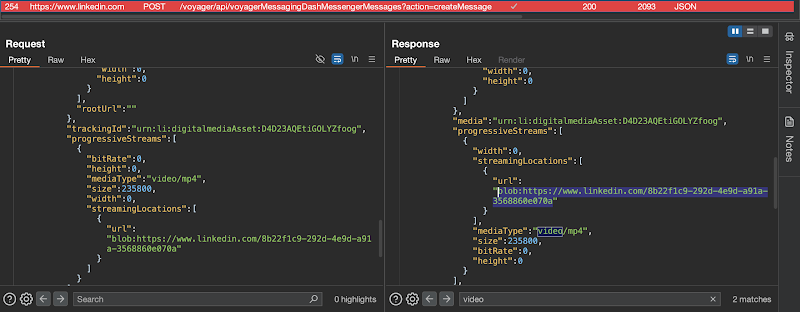 254 https://www.linkedin.com POST /voyager/api/voyagerMessagingDashMessengerMessages?action=createMessage ✓ 200 2093 JSON
Request
Pretty Raw Hex
"width":0,
"height":0
}
],
"rootUrl":""
},
"trackingId":"urn:li:digitalmediaAsset:D4D23AQEtiGOLYZfoog",
"progressiveStreams":[
{
"bitRate":0,
"height":0,
"mediaType":"video/mp4",
"size":235800,
"width":0,
"streamingLocations":[
{
"url":
"blob:https://www.linkedin.com/8b22f1c9-292d-4e9d-a91
a-3568860e070a"
}
]
}
Search
0 highlights
Response
Pretty Raw Hex Render
"width":0,
"height":0
}
]
},
"media":"urn:li:digitalmediaAsset:D4D23AQEtiGOLYZfoog",
"progressiveStreams":[
{
"width":0,
"streamingLocations":[
{
"url":
"blob:https://www.linkedin.com/8b22f1c9-292d-4e9d-a91a-
3568860e070a"
}
],
"mediaType":"video/mp4",
"size":235800,
"bitRate":0,
"height":0
}
],
video
2 matches
Inspector
Notes